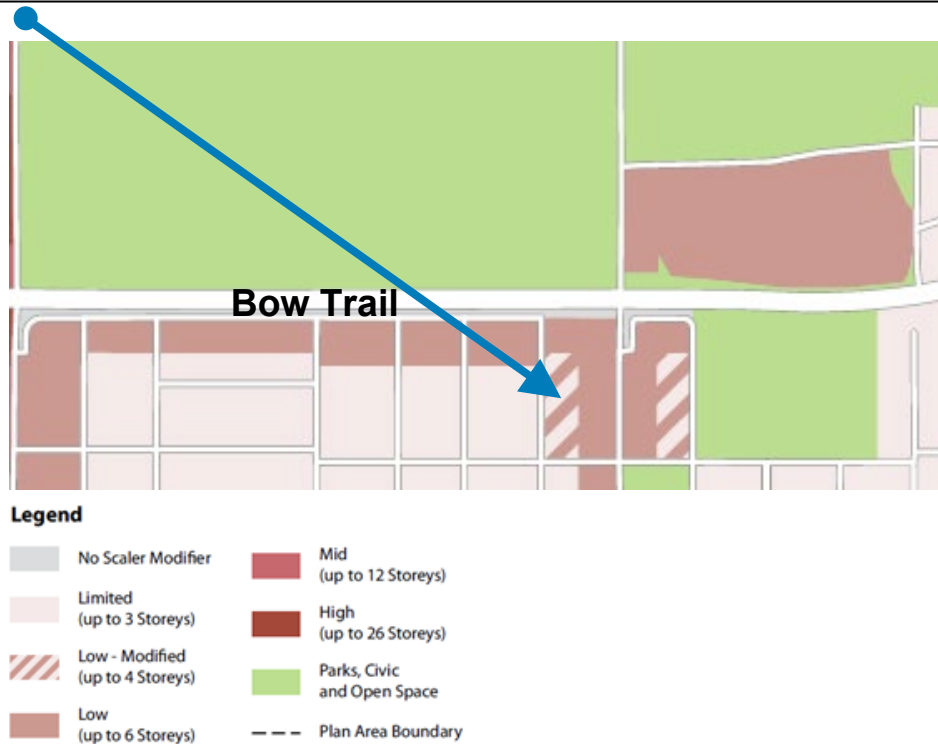 Bow Trail
Legend
No Scaler Modifier
Limited
(up to 3 Storeys)
Low - Modified
(up to 4 Storeys)
Low
(up to 6 Storeys)
Mid
(up to 12 Storeys)
High
(up to 26 Storeys)
Parks, Civic
and Open Space
Plan Area Boundary